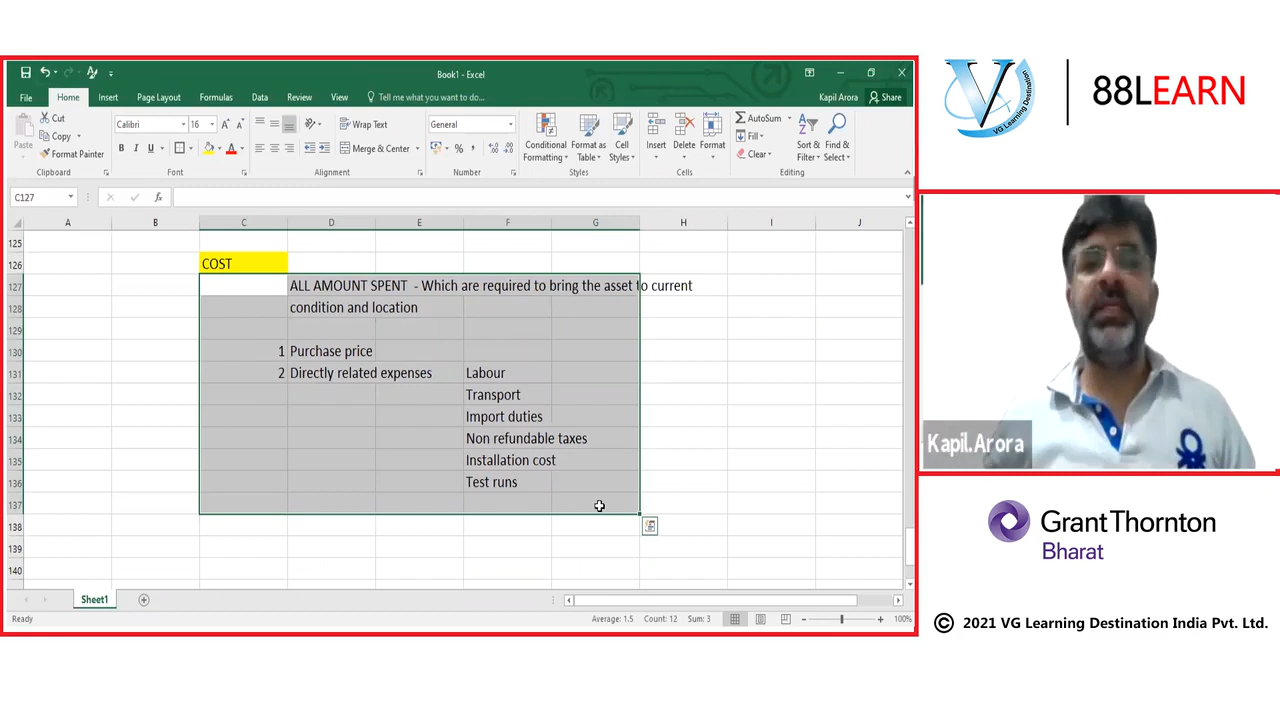 Book1 - Excel
File Home Insert Page Layout Formulas Data Review View Tell me what you want to do... Kapil Arora Share
Paste Cut Copy Format Painter
Calibri 16
B I U
Wrap Text
Merge & Center
General
% ,
Conditional Formatting Format as Table Cell Styles
Insert Delete Format
AutoSum Fill Clear
Sort & Filter Find & Select
Clipboard Font Alignment Number Styles Cells Editing
C127 fx
A B C D E F G H I J
125
126 COST
127 ALL AMOUNT SPENT - Which are required to bring the asset to current
128 condition and location
129
130 1 Purchase price
131 2 Directly related expenses Labour
132 Transport
133 Import duties
134 Non refundable taxes
135 Installation cost
136 Test runs
137
138
139
140
Sheet1
Ready Average: 1.5 Count: 12 Sum: 3 100%
V
VG Learning Destination
88LEARN
Kapil.Arora
GrantThornton
Bharat
© 2021 VG Learning Destination India Pvt. Ltd.